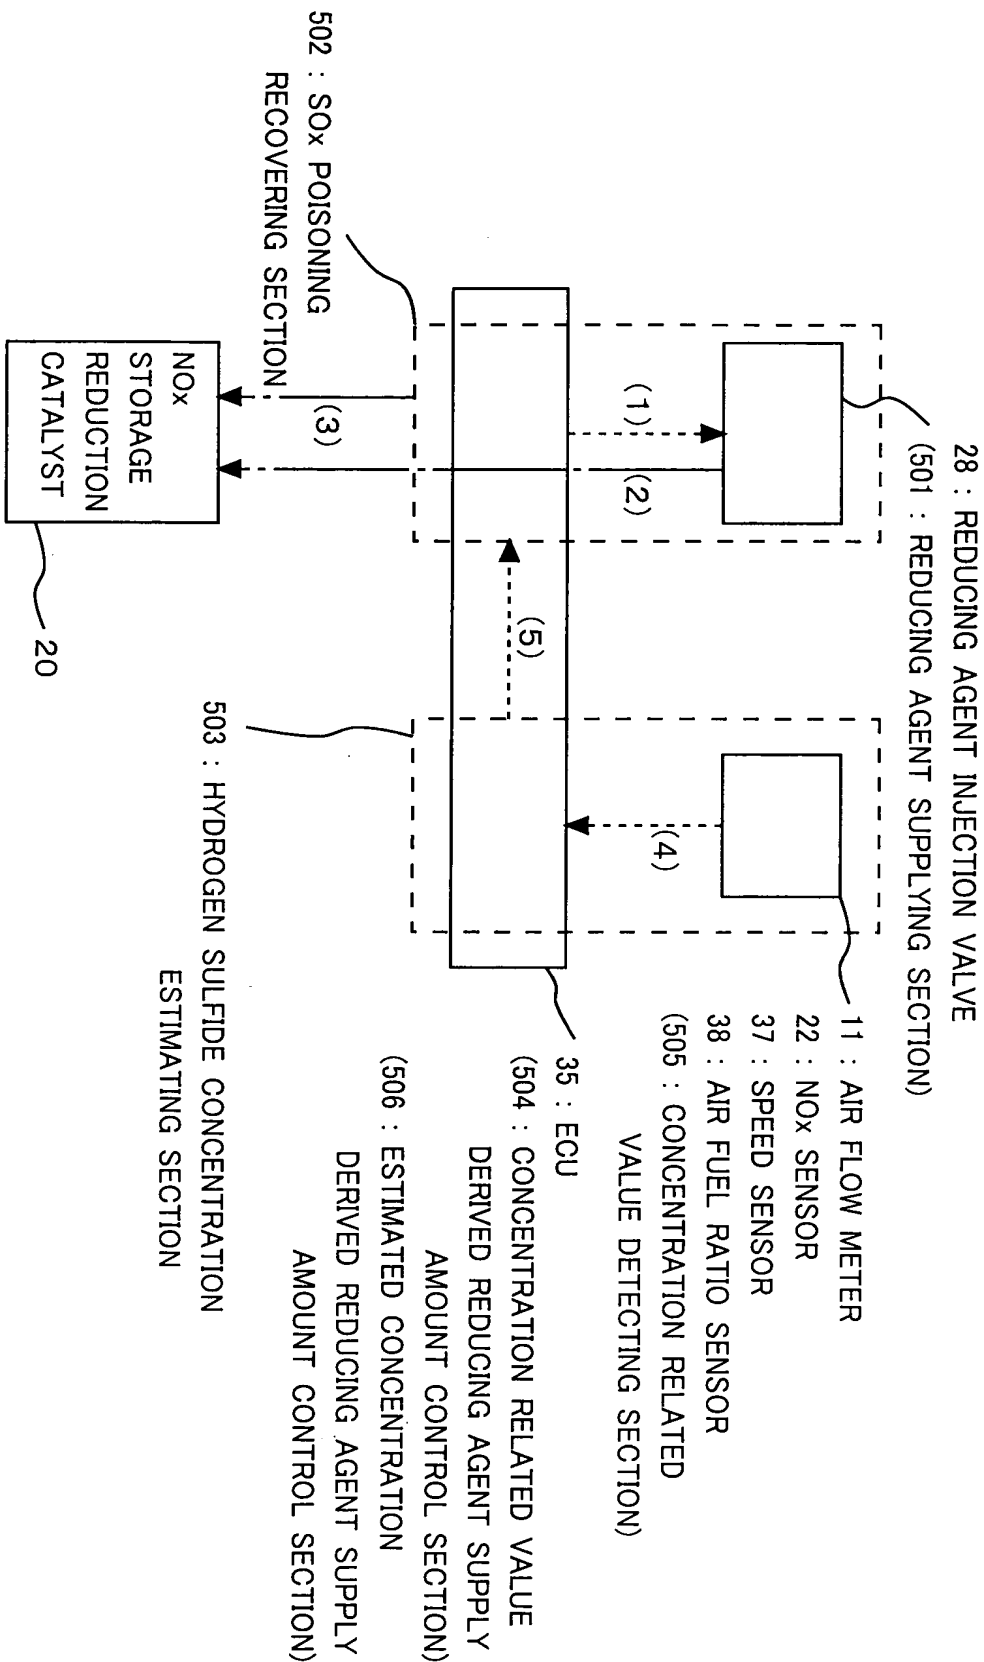 28 : REDUCING AGENT INJECTION VALVE
(501 : REDUCING AGENT SUPPLYING SECTION)
11 : AIR FLOW METER
22 : NOx SENSOR
37 : SPEED SENSOR
38 : AIR FUEL RATIO SENSOR
(505 : CONCENTRATION RELATED
VALUE DETECTING SECTION)
(1)
(2)
(4)
(5)
35 : ECU
(504 : CONCENTRATION RELATED VALUE
DERIVED REDUCING AGENT SUPPLY
AMOUNT CONTROL SECTION)
(506 : ESTIMATED CONCENTRATION
DERIVED REDUCING AGENT SUPPLY
AMOUNT CONTROL SECTION)
502 : SOx POISONING
RECOVERING SECTION
(3)
503 : HYDROGEN SULFIDE CONCENTRATION
ESTIMATING SECTION
NOx
STORAGE
REDUCTION
CATALYST
20